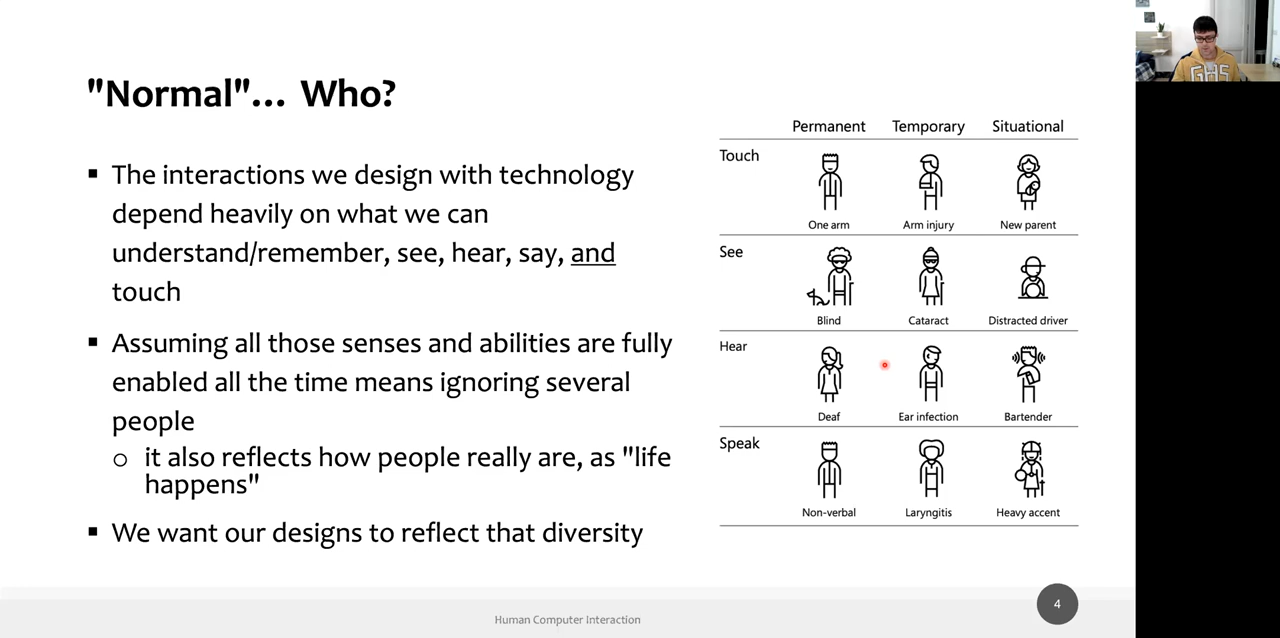 "Normal"... Who?
▪ The interactions we design with technology
depend heavily on what we can
understand/remember, see, hear, say, and
touch
▪ Assuming all those senses and abilities are fully
enabled all the time means ignoring several
people
o it also reflects how people really are, as "life
happens"
▪ We want our designs to reflect that diversity
Permanent Temporary Situational
Touch
One arm Arm injury New parent
See
Blind Cataract Distracted driver
Hear
Deaf Ear infection Bartender
Speak
Non-verbal Laryngitis Heavy accent
Human Computer Interaction
4
GHS